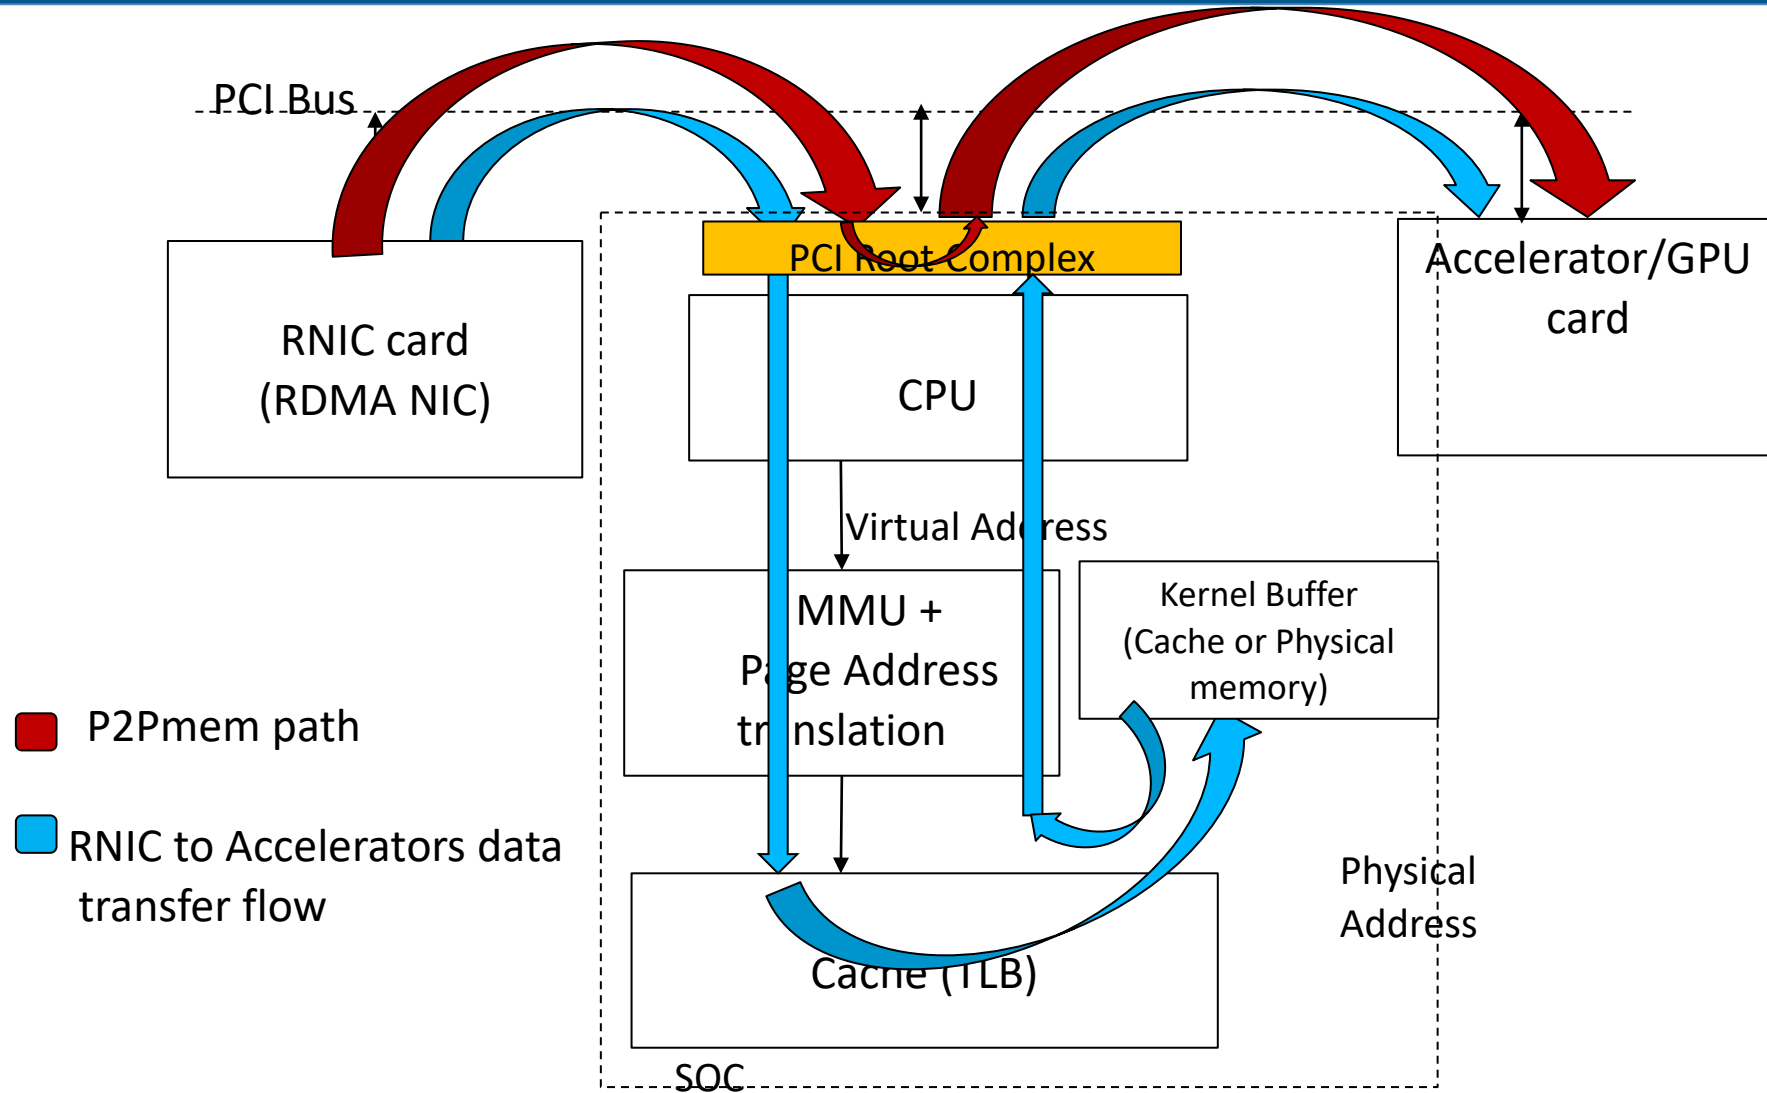 PCI Bus
PCI Root Complex
Accelerator/GPU
card
RNIC card
(RDMA NIC)
CPU
Virtual Address
MMU +
Page Address
translation
Kernel Buffer
(Cache or Physical
memory)
P2Pmem path
RNIC to Accelerators data
transfer flow
Physical
Address
Cache (TLB)
SOC